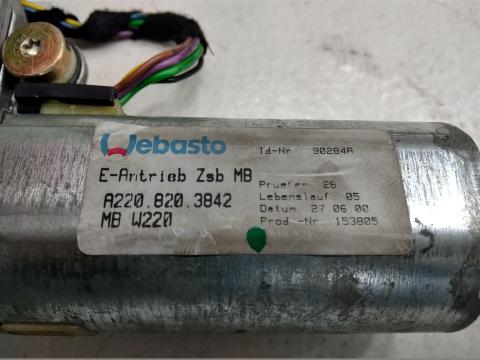 Webasto
E-Antrieb Zsb MB
A220.820.3842
MB W220
Id-Nr 90284A
Pruefer 26
Lebenslauf 05
Datum 27.06.00
Prod.-Nr 153805